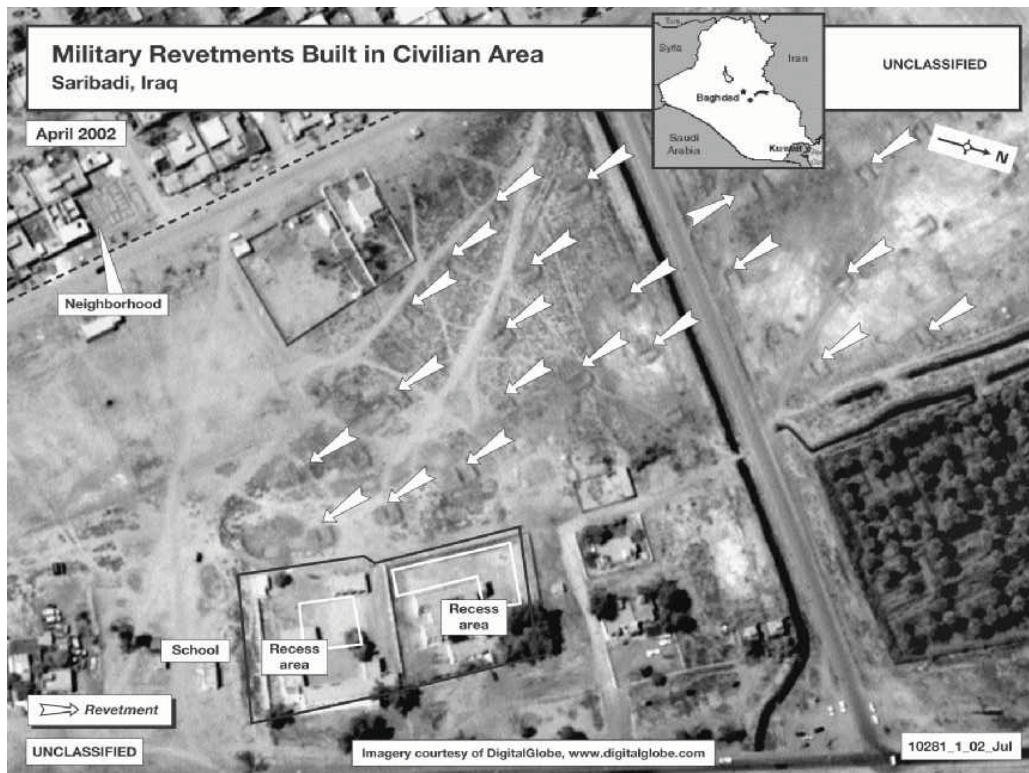 Military Revetments Built in Civilian Area
Saribadi, Iraq
UNCLASSIFIED
Syria
Iran
Baghdad
Saudi
Arabia
Kuwait
April 2002
N
Neighborhood
School
Recess
area
Recess
area
Revetment
UNCLASSIFIED
Imagery courtesy of DigitalGlobe, www.digitalglobe.com
10281_1_02_Jul